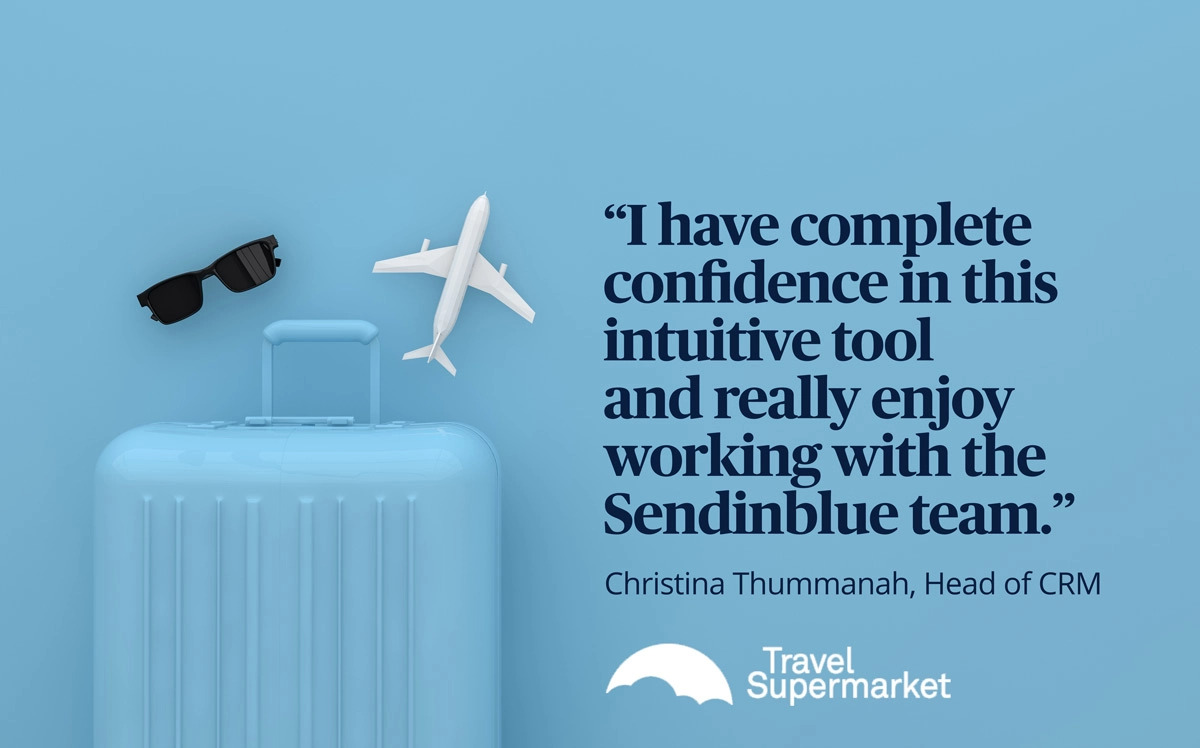 “I have complete
confidence in this
intuitive tool
and really enjoy
working with the
Sendinblue team.”
Christina Thummanah, Head of CRM
Travel
Supermarket